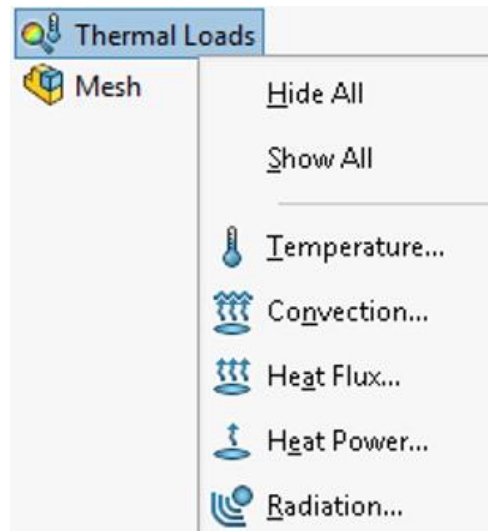 Thermal Loads
Mesh
Hide All
Show All
Temperature...
Convection...
Heat Flux...
Heat Power...
Radiation...